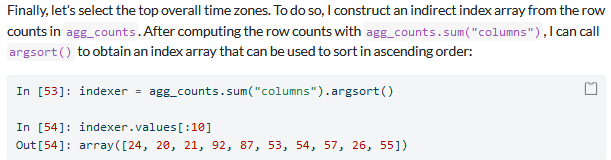 Finally, let's select the top overall time zones. To do so, I construct an indirect index array from the row
counts in agg_counts. After computing the row counts with agg_counts.sum("columns"), I can call
argsort() to obtain an index array that can be used to sort in ascending order:
In [53]: indexer = agg_counts.sum("columns").argsort()
In [54]: indexer.values[:10]
Out[54]: array([24, 20, 21, 92, 87, 53, 54, 57, 26, 55])